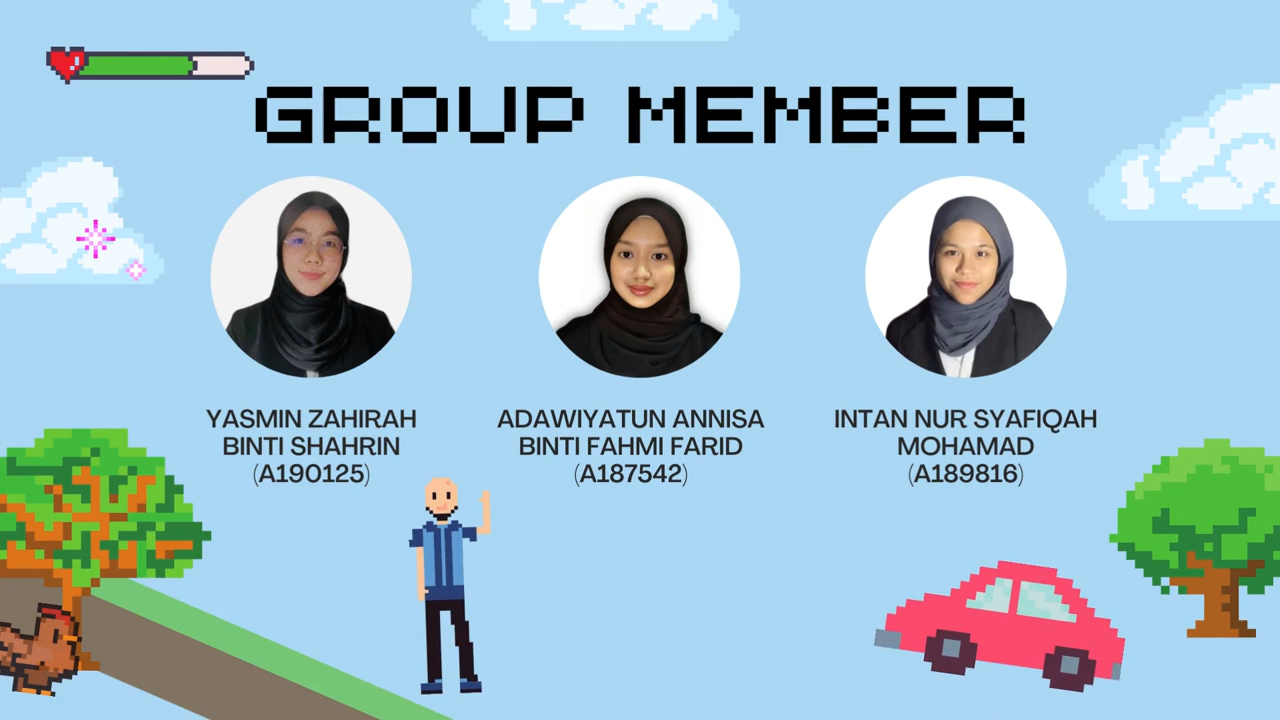 GROUP MEMBER
YASMIN ZAHIRAH
BINTI SHAHRIN
(A190125)
ADAWIYATUN ANNISA
BINTI FAHMI FARID
(A187542)
INTAN NUR SYAFIQAH
MOHAMAD
(A189816)